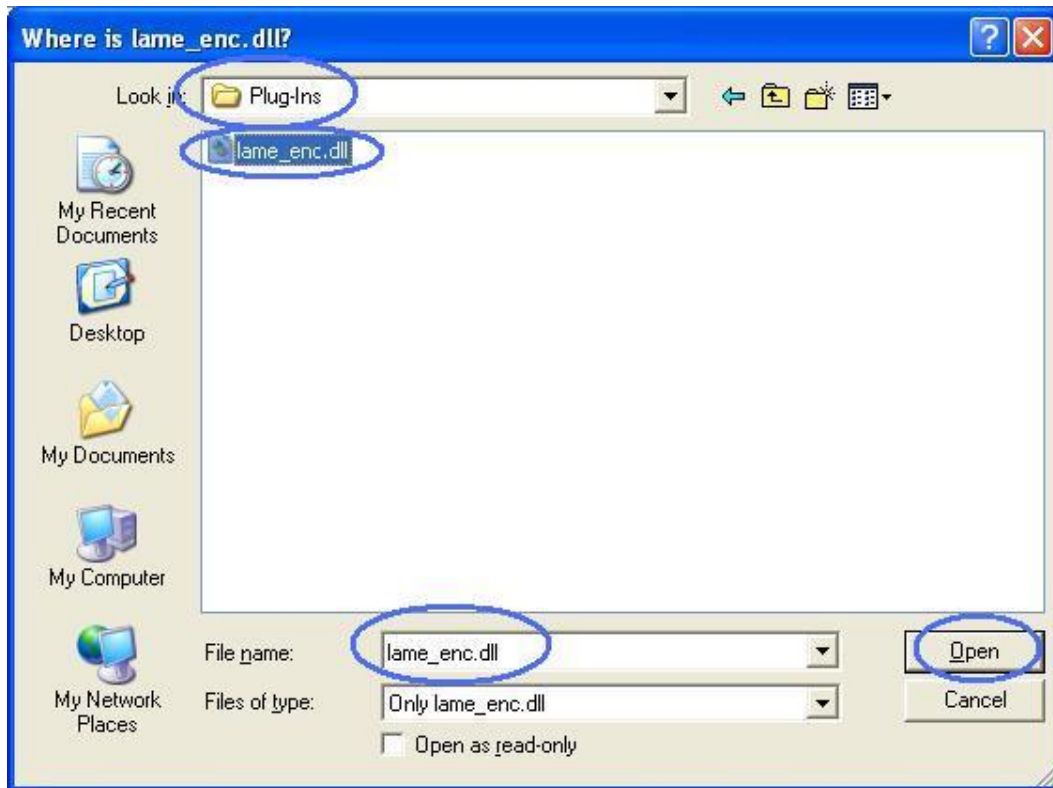 Where is lame_enc.dll?
Look in: Plug-Ins
lame_enc.dll
My Recent
Documents
Desktop
My Documents
My Computer
My Network
Places
File name: lame_enc.dll Open
Files of type: Only lame_enc.dll Cancel
Open as read-only